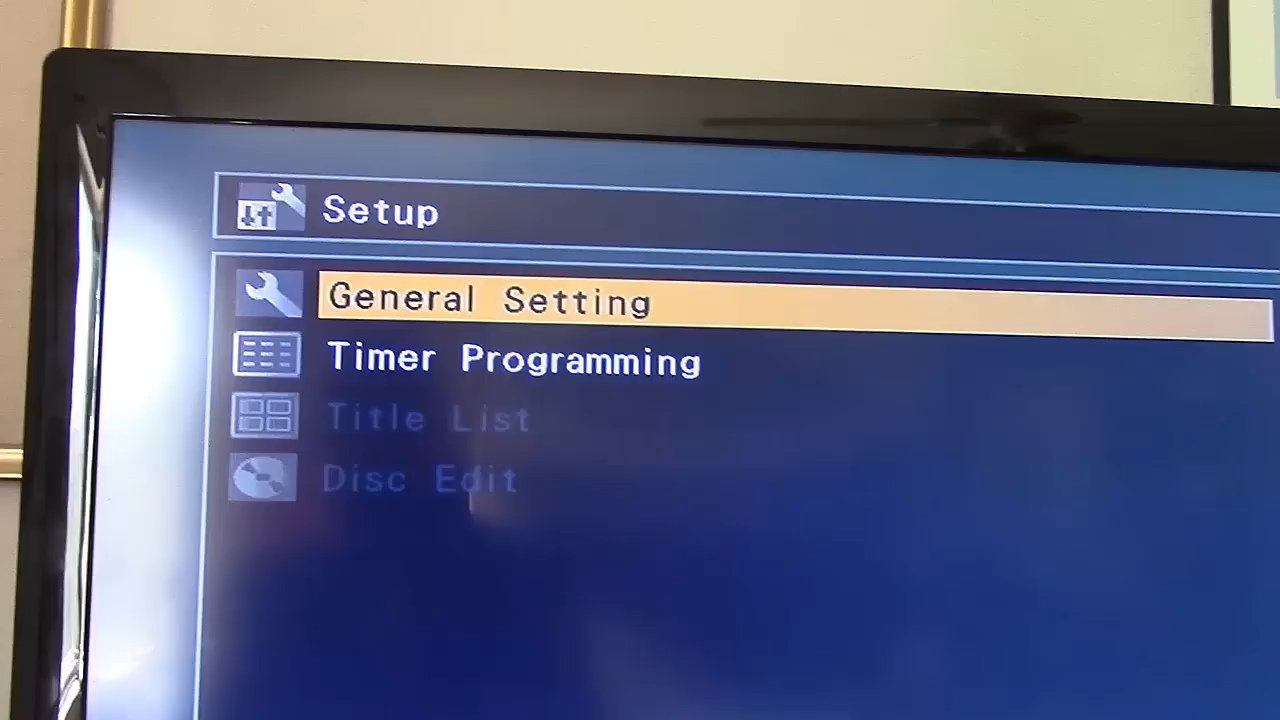 Setup
General Setting
Timer Programming
Title List
Disc Edit